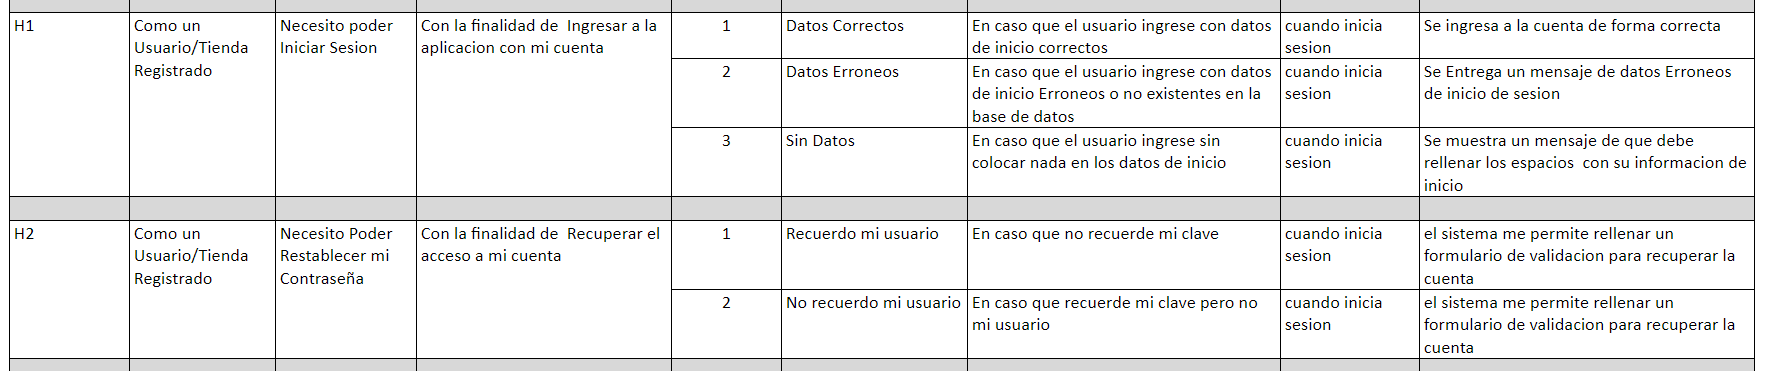 H1
Como un
Usuario/Tienda
Registrado
Necesito poder
Iniciar Sesion
Con la finalidad de  Ingresar a la
aplicacion con mi cuenta
1
Datos Correctos
En caso que el usuario ingrese con datos
de inicio correctos
cuando inicia
sesion
Se ingresa a la cuenta de forma correcta
2
Datos Erroneos
En caso que el usuario ingrese con datos
de inicio Erroneos o no existentes en la
base de datos
cuando inicia
sesion
Se Entrega un mensaje de datos Erroneos
de inicio de sesion
3
Sin Datos
En caso que el usuario ingrese sin
colocar nada en los datos de inicio
cuando inicia
sesion
Se muestra un mensaje de que debe
rellenar los espacios  con su informacion de
inicio
H2
Como un
Usuario/Tienda
Registrado
Necesito Poder
Restablecer mi
Contraseña
Con la finalidad de  Recuperar el
acceso a mi cuenta
1
Recuerdo mi usuario
En caso que no recuerde mi clave
cuando inicia
sesion
el sistema me permite rellenar un
formulario de validacion para recuperar la
cuenta
2
No recuerdo mi usuario
En caso que recuerde mi clave pero no
mi usuario
cuando inicia
sesion
el sistema me permite rellenar un
formulario de validacion para recuperar la
cuenta